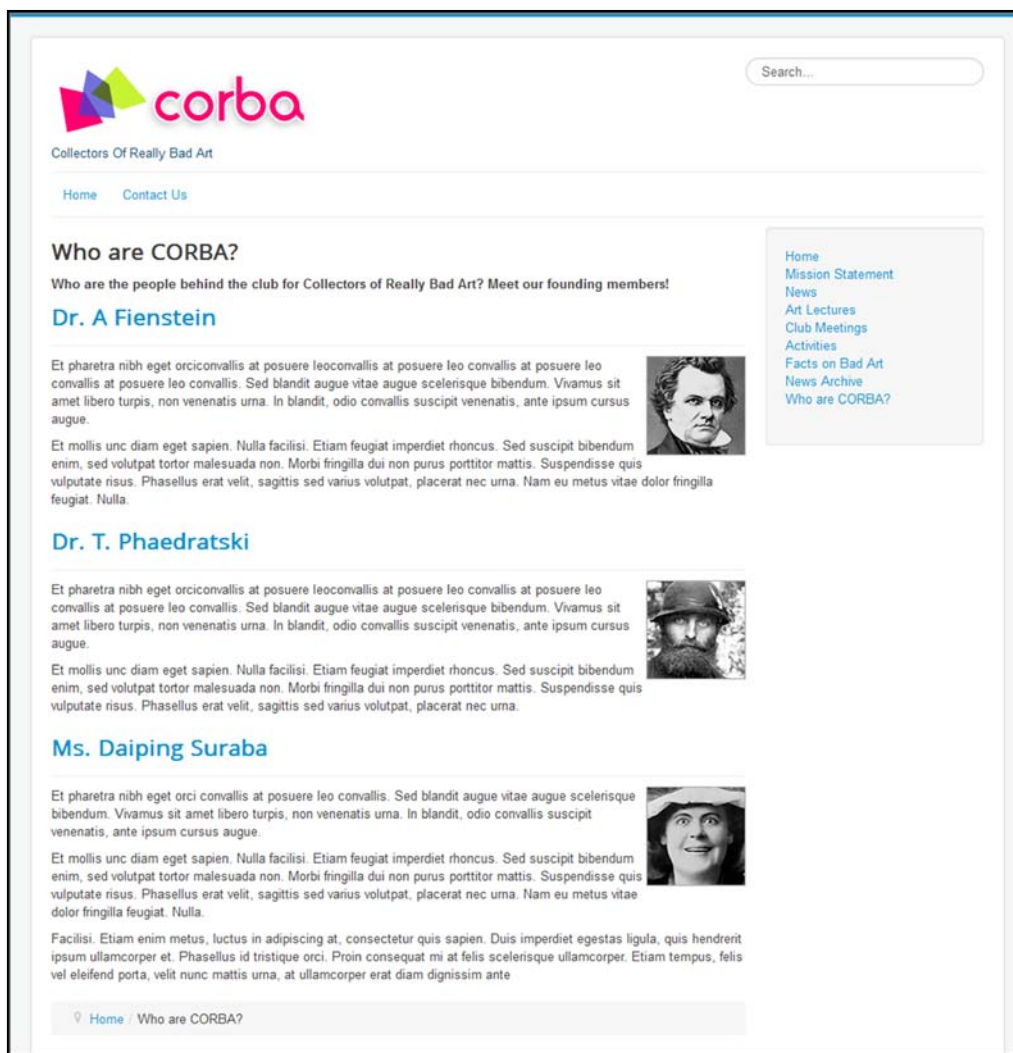 corba
Search...
Collectors Of Really Bad Art
Home Contact Us
Who are CORBA?
Who are the people behind the club for Collectors of Really Bad Art? Meet our founding members!
Dr. A Fienstein
Et pharetra nibh eget orciconvallis at posuere leoconvallis at posuere leo convallis at posuere leo
convallis at posuere leo convallis. Sed blandit augue vitae augue scelerisque bibendum. Vivamus sit
amet libero turpis, non venenatis urna. In blandit, odio convallis suscipit venenatis, ante ipsum cursus
augue.
Et mollis unc diam eget sapien. Nulla facilisi. Etiam feugiat imperdiet rhoncus. Sed suscipit bibendum
enim, sed volutpat tortor malesuada non. Morbi fringilla dui non purus porttitor mattis. Suspendisse quis
vulputate risus. Phasellus erat velit, sagittis sed varius volutpat, placerat nec urna. Nam eu metus vitae dolor fringilla
feugiat. Nulla.
Dr. T. Phaedratski
Et pharetra nibh eget orciconvallis at posuere leoconvallis at posuere leo convallis at posuere leo
convallis at posuere leo convallis. Sed blandit augue vitae augue scelerisque bibendum. Vivamus sit
amet libero turpis, non venenatis urna. In blandit, odio convallis suscipit venenatis, ante ipsum cursus
augue.
Et mollis unc diam eget sapien. Nulla facilisi. Etiam feugiat imperdiet rhoncus. Sed suscipit bibendum
enim, sed volutpat tortor malesuada non. Morbi fringilla dui non purus porttitor mattis. Suspendisse quis
vulputate risus. Phasellus erat velit, sagittis sed varius volutpat, placerat nec urna.
Ms. Daiping Suraba
Et pharetra nibh eget orci convallis at posuere leo convallis. Sed blandit augue vitae augue scelerisque
bibendum. Vivamus sit amet libero turpis, non venenatis urna. In blandit, odio convallis suscipit
venenatis, ante ipsum cursus augue.
Et mollis unc diam eget sapien. Nulla facilisi. Etiam feugiat imperdiet rhoncus. Sed suscipit bibendum
enim, sed volutpat tortor malesuada non. Morbi fringilla dui non purus porttitor mattis. Suspendisse quis
vulputate risus. Phasellus erat velit, sagittis sed varius volutpat, placerat nec urna. Nam eu metus vitae
dolor fringilla feugiat. Nulla.
Facilisi. Etiam enim metus, luctus in adipiscing at, consectetur quis sapien. Duis imperdiet egestas ligula, quis hendrerit
ipsum ullamcorper et. Phasellus id tristique orci. Proin consequat mi at felis scelerisque ullamcorper. Etiam tempus, felis
vel eleifend porta, velit nunc mattis urna, at ullamcorper erat diam dignissim ante
Home / Who are CORBA?
Home
Mission Statement
News
Art Lectures
Club Meetings
Activities
Facts on Bad Art
News Archive
Who are CORBA?